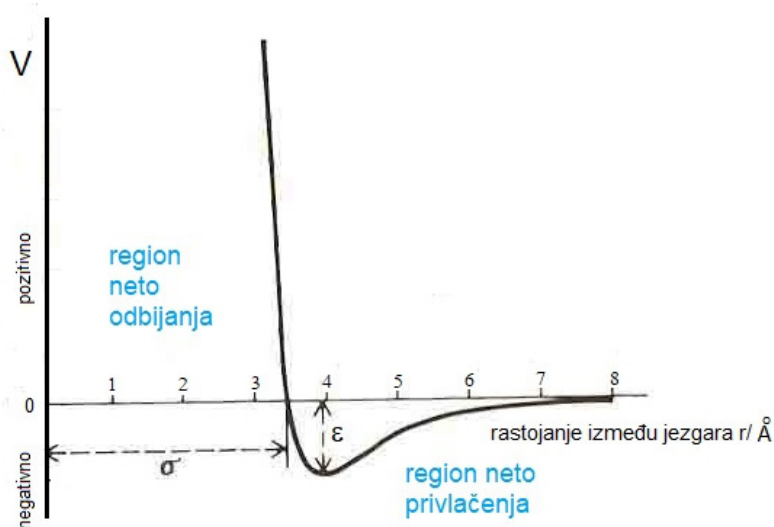 V
pozitivno
region
neto
odbijanja
1 2 3 4 5 6 7 8
0
ε
rastojanje između jezgara r/ Å
σ
negativno
region neto
privlačenja